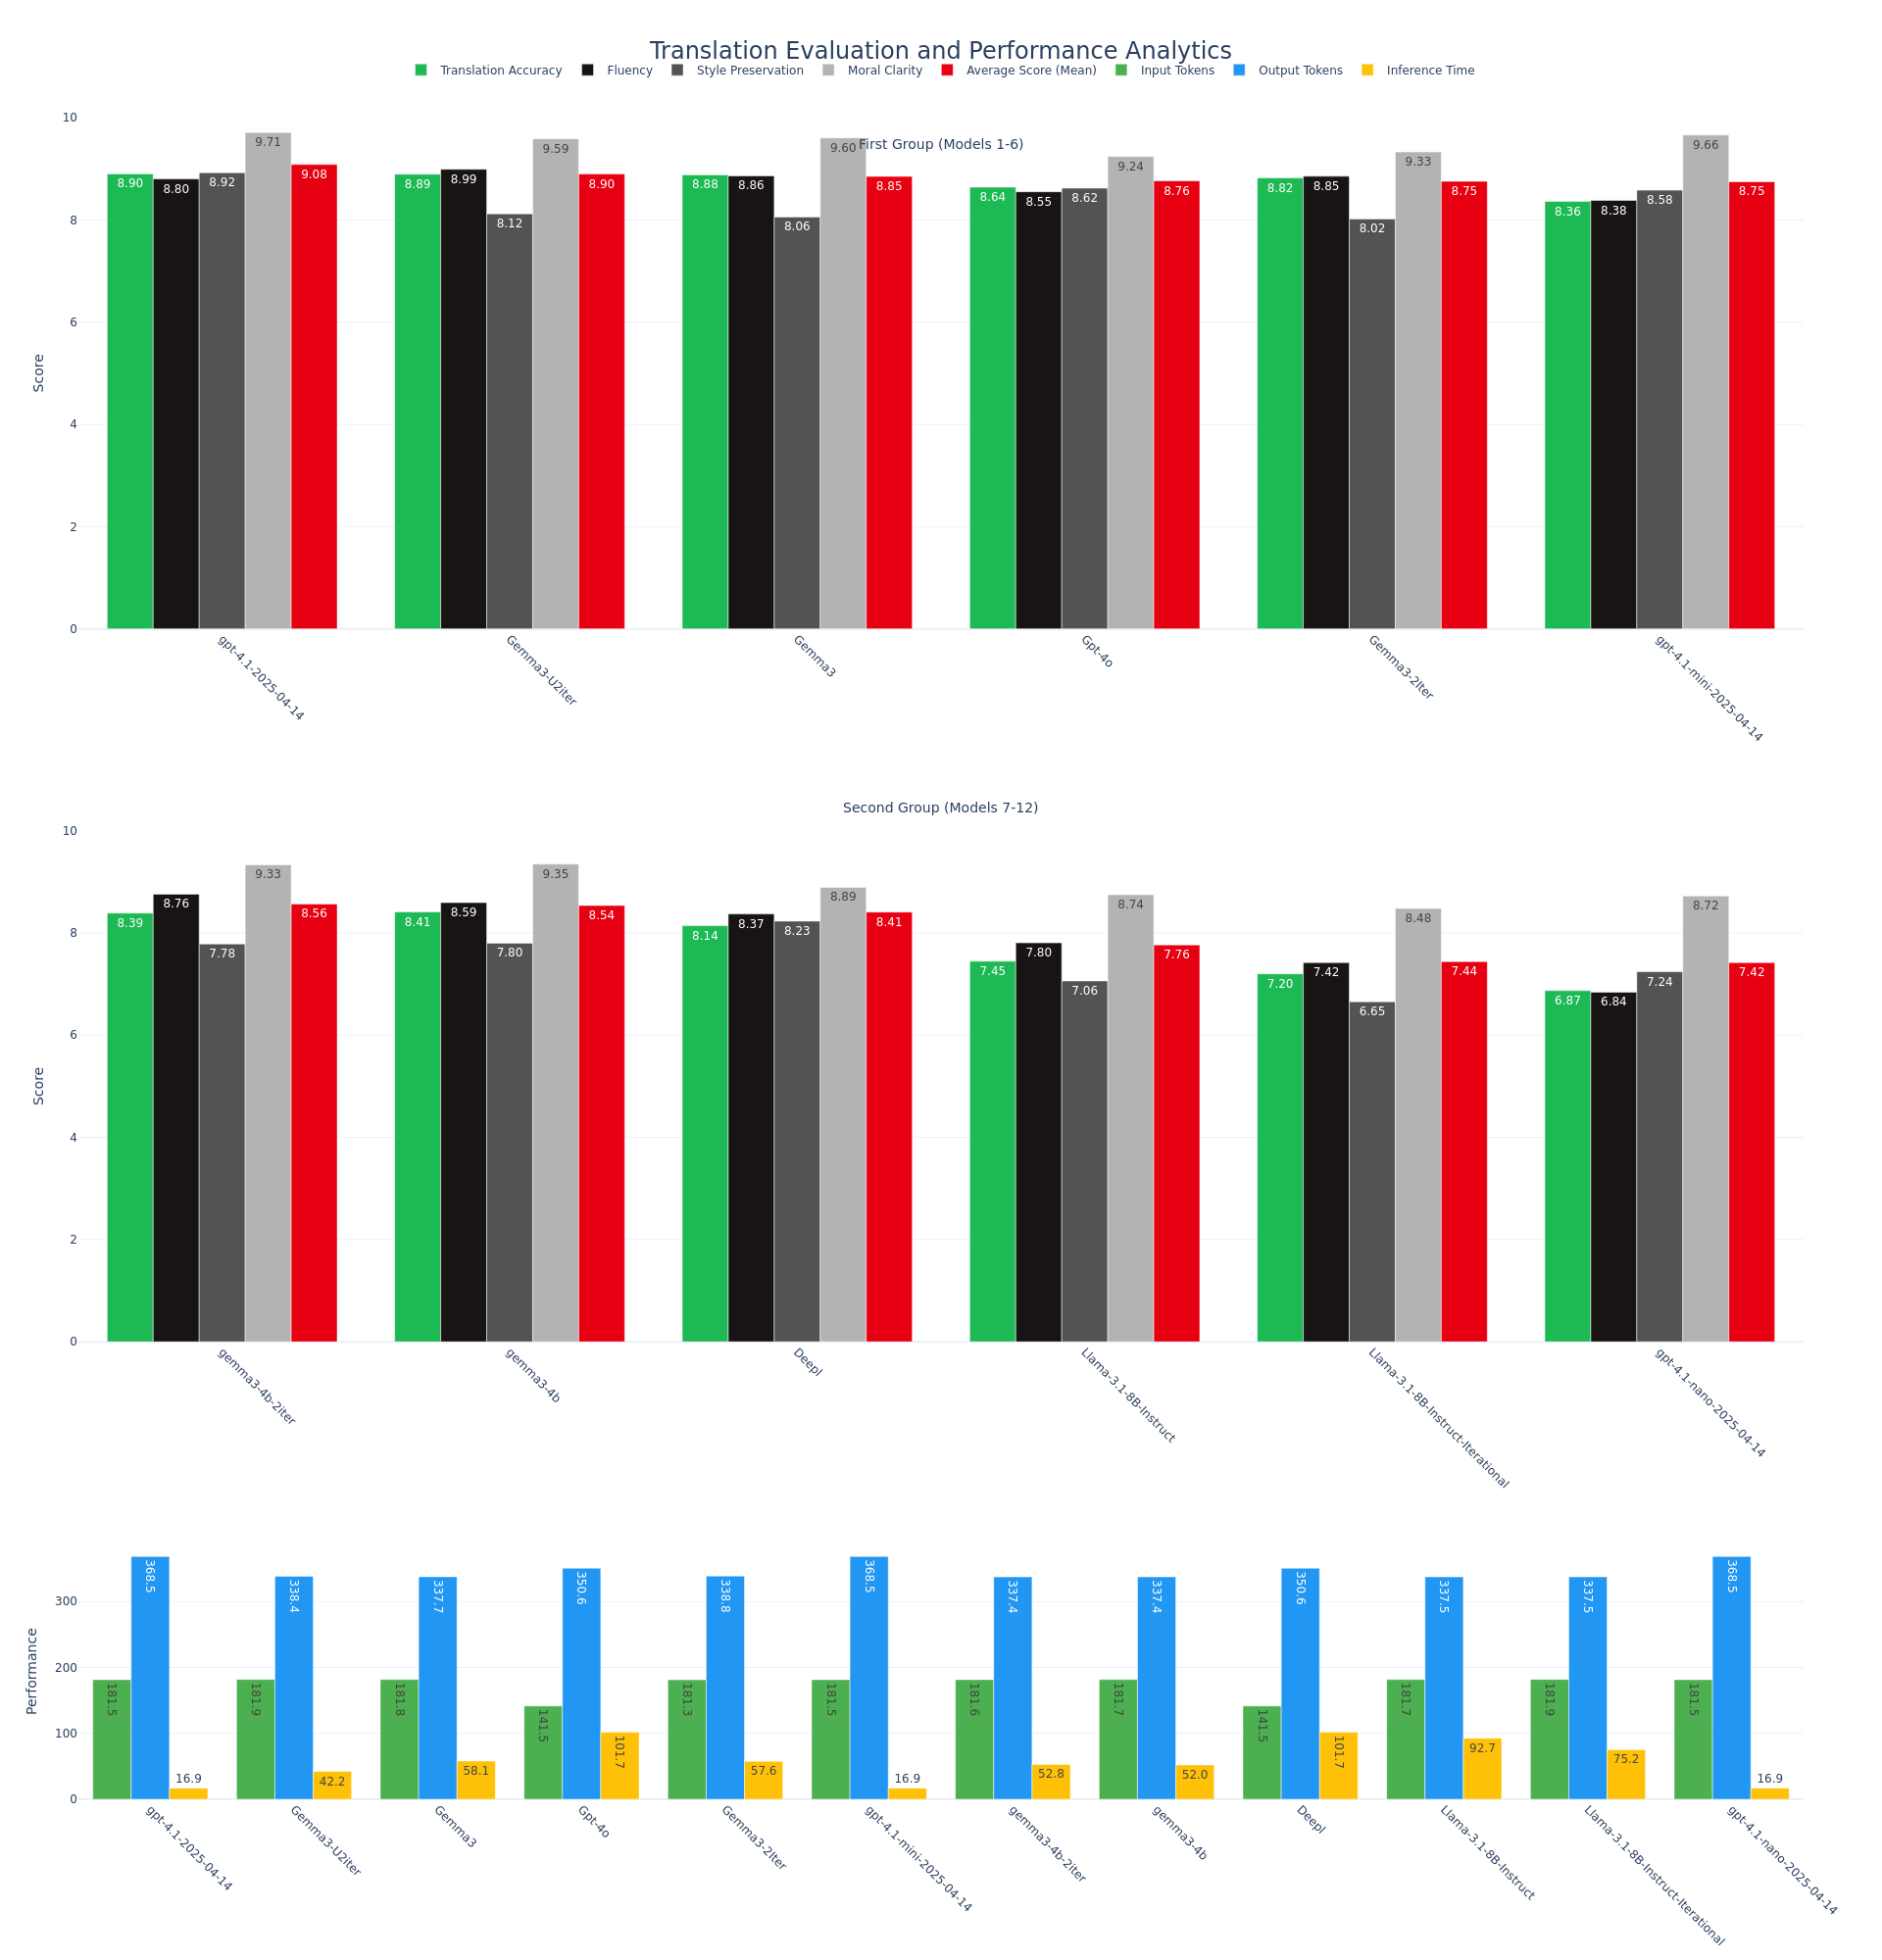 Translation Evaluation and Performance Analytics
Translation Accuracy Fluency Style Preservation Moral Clarity Average Score (Mean) Input Tokens Output Tokens Inference Time
First Group (Models 1-6)
10
8
6
4
2
0
Score
8.90 8.80 8.92 9.71 9.08
8.89 8.99 8.12 9.59 8.90
8.88 8.86 8.06 9.60 8.85
8.64 8.55 8.62 9.24 8.76
8.82 8.85 8.02 9.33 8.75
8.36 8.38 8.58 9.66 8.75
gpt-4.1-2025-04-14
Gemma3-U2iter
Gemma3
Gpt-4o
Gemma3-2Iter
gpt-4.1-mini-2025-04-14
Second Group (Models 7-12)
10
8
6
4
2
0
Score
8.39 8.76 7.78 9.33 8.56
8.41 8.59 7.80 9.35 8.54
8.14 8.37 8.23 8.89 8.41
7.45 7.80 7.06 8.74 7.76
7.20 7.42 6.65 8.48 7.44
6.87 6.84 7.24 8.72 7.42
gemma3-4b-2iter
gemma3-4b
Deepl
Llama-3.1-8B-Instruct
Llama-3.1-8B-Instruct-Iterational
gpt-4.1-nano-2025-04-14
300
200
100
0
Performance
181.5 368.5 16.9
181.9 338.4 42.2
181.8 337.7 58.1
141.5 350.6 101.7
181.3 338.8 57.6
181.5 368.5 16.9
181.6 337.4 52.8
181.7 337.4 52.0
141.5 350.6 101.7
181.7 337.5 92.7
181.9 337.5 75.2
181.5 368.5 16.9
gpt-4.1-2025-04-14
Gemma3-U2iter
Gemma3
Gpt-4o
Gemma3-2Iter
gpt-4.1-mini-2025-04-14
gemma3-4b-2iter
gemma3-4b
Deepl
Llama-3.1-8B-Instruct
Llama-3.1-8B-Instruct-Iterational
gpt-4.1-nano-2025-04-14